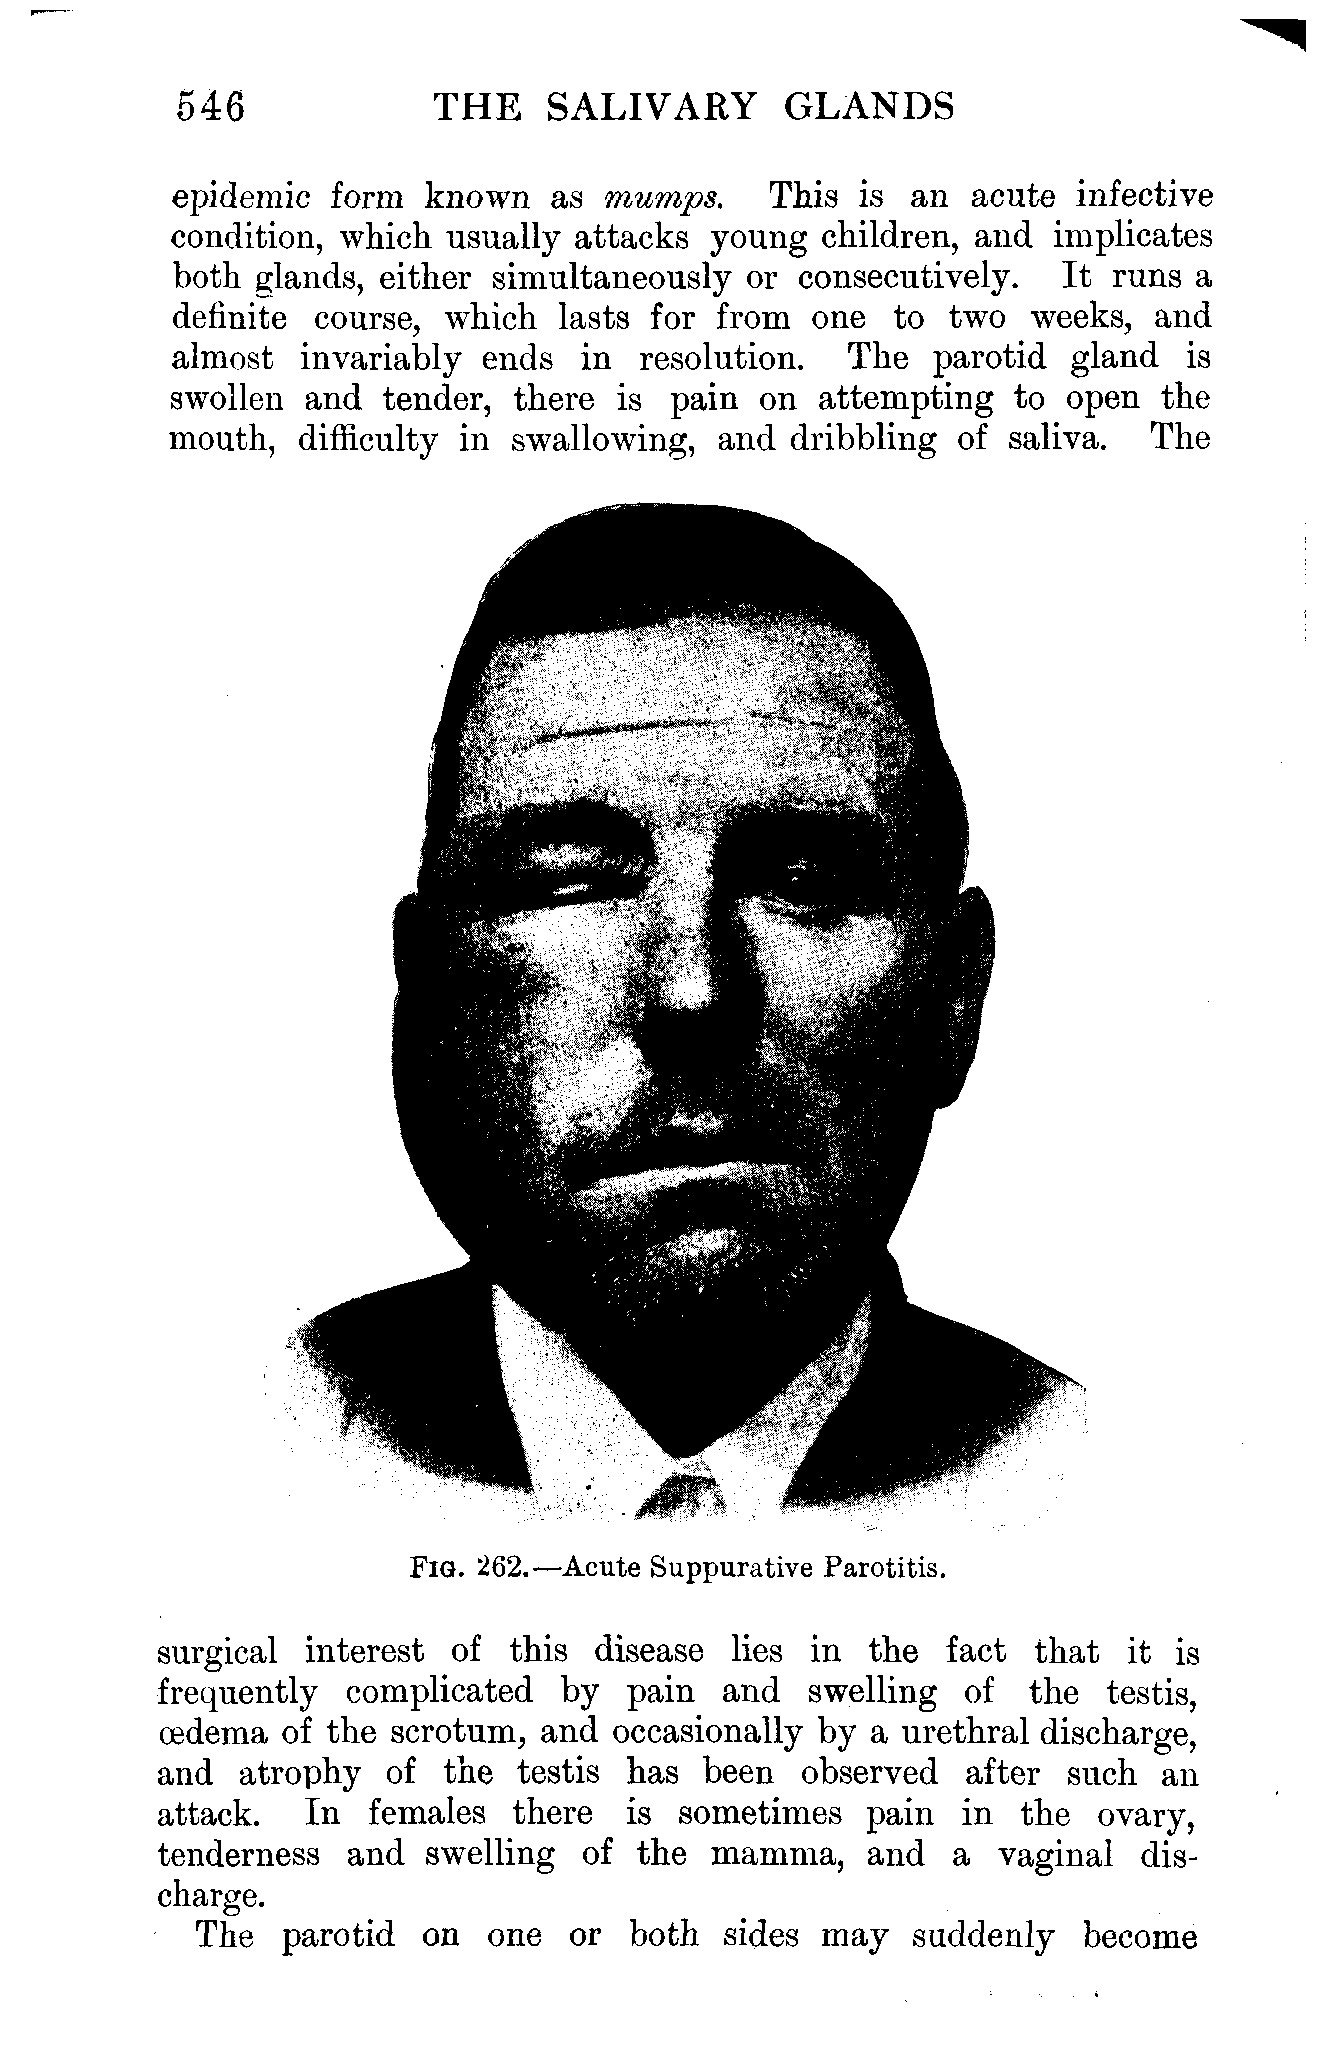 546 THE SALIVARY GLANDS
epidemic form known as mumps. This is an acute infective
condition, which usually attacks young children, and implicates
both glands, either simultaneously or consecutively. It runs a
definite course, which lasts for from one to two weeks, and
almost invariably ends in resolution. The parotid gland is
swollen and tender, there is pain on attempting to open the
mouth, difficulty in swallowing, and dribbling of saliva. The
FIG. 262.—Acute Suppurative Parotitis.
surgical interest of this disease lies in the fact that it is
frequently complicated by pain and swelling of the testis,
œdema of the scrotum, and occasionally by a urethral discharge,
and atrophy of the testis has been observed after such an
attack. In females there is sometimes pain in the ovary,
tenderness and swelling of the mamma, and a vaginal dis-
charge.
The parotid on one or both sides may suddenly become